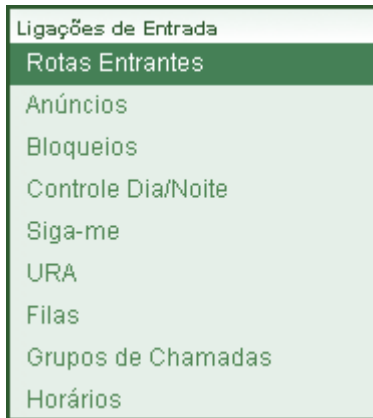 Ligações de Entrada
Rotas Entrantes
Anúncios
Bloqueios
Controle Dia/Noite
Siga-me
URA
Filas
Grupos de Chamadas
Horários